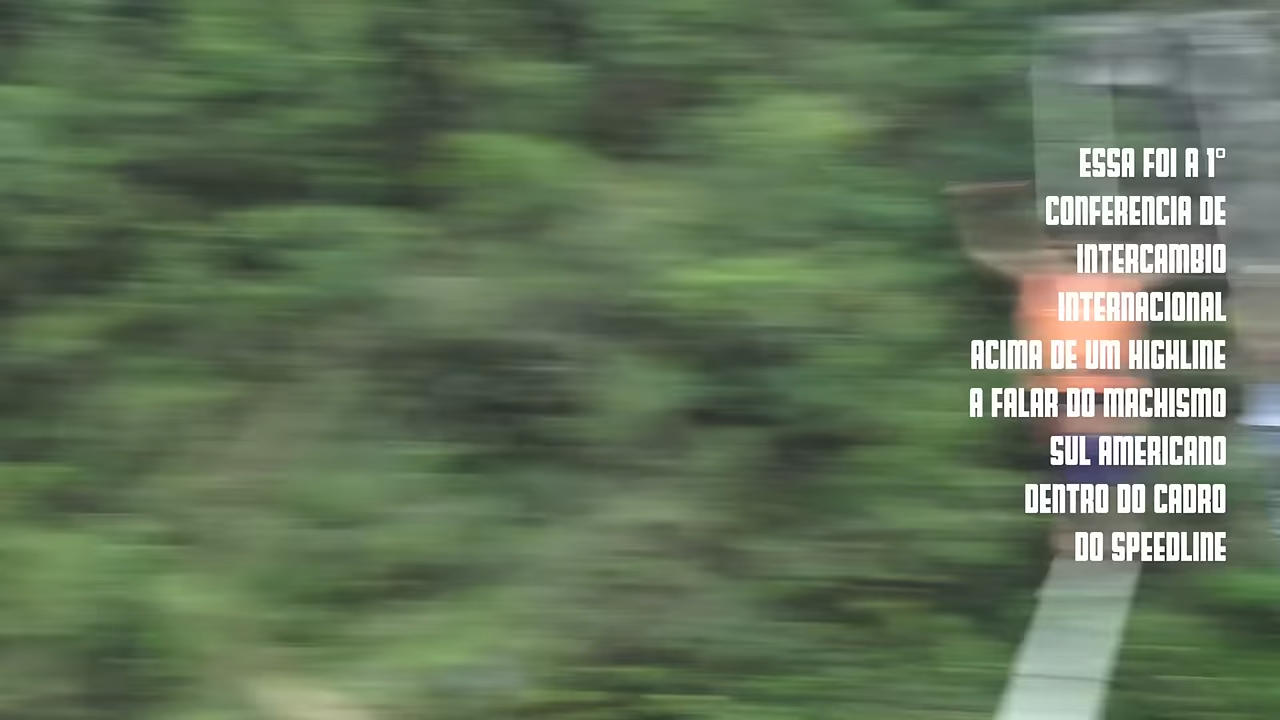 ESSA FOI A 1º
CONFERENCIA DE
INTERCAMBIO
INTERNACIONAL
ACIMA DE UM HIGHLINE
A FALAR DO MACHISMO
SUL AMERICANO
DENTRO DO CADRO
DO SPEEDLINE